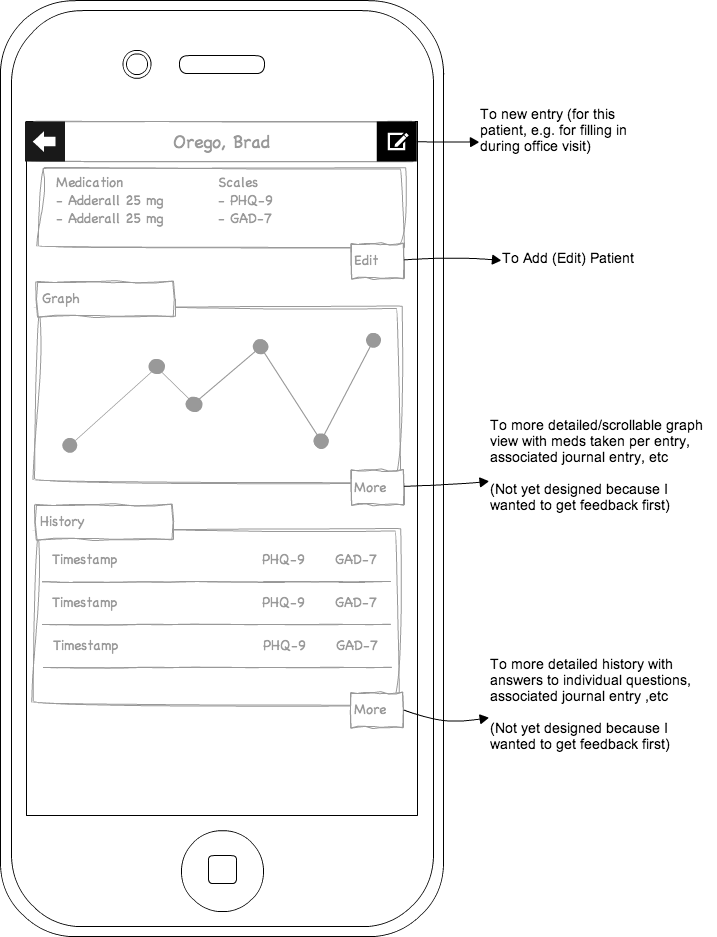 Orego, Brad
To new entry (for this
patient, e.g. for filling in
during office visit)
Medication
- Adderall 25 mg
- Adderall 25 mg
Scales
- PHQ-9
- GAD-7
Edit
To Add (Edit) Patient
Graph
To more detailed/scrollable graph
view with meds taken per entry,
associated journal entry, etc
(Not yet designed because I
wanted to get feedback first)
More
History
Timestamp PHQ-9 GAD-7
Timestamp PHQ-9 GAD-7
Timestamp PHQ-9 GAD-7
To more detailed history with
answers to individual questions,
associated journal entry ,etc
(Not yet designed because I
wanted to get feedback first)
More